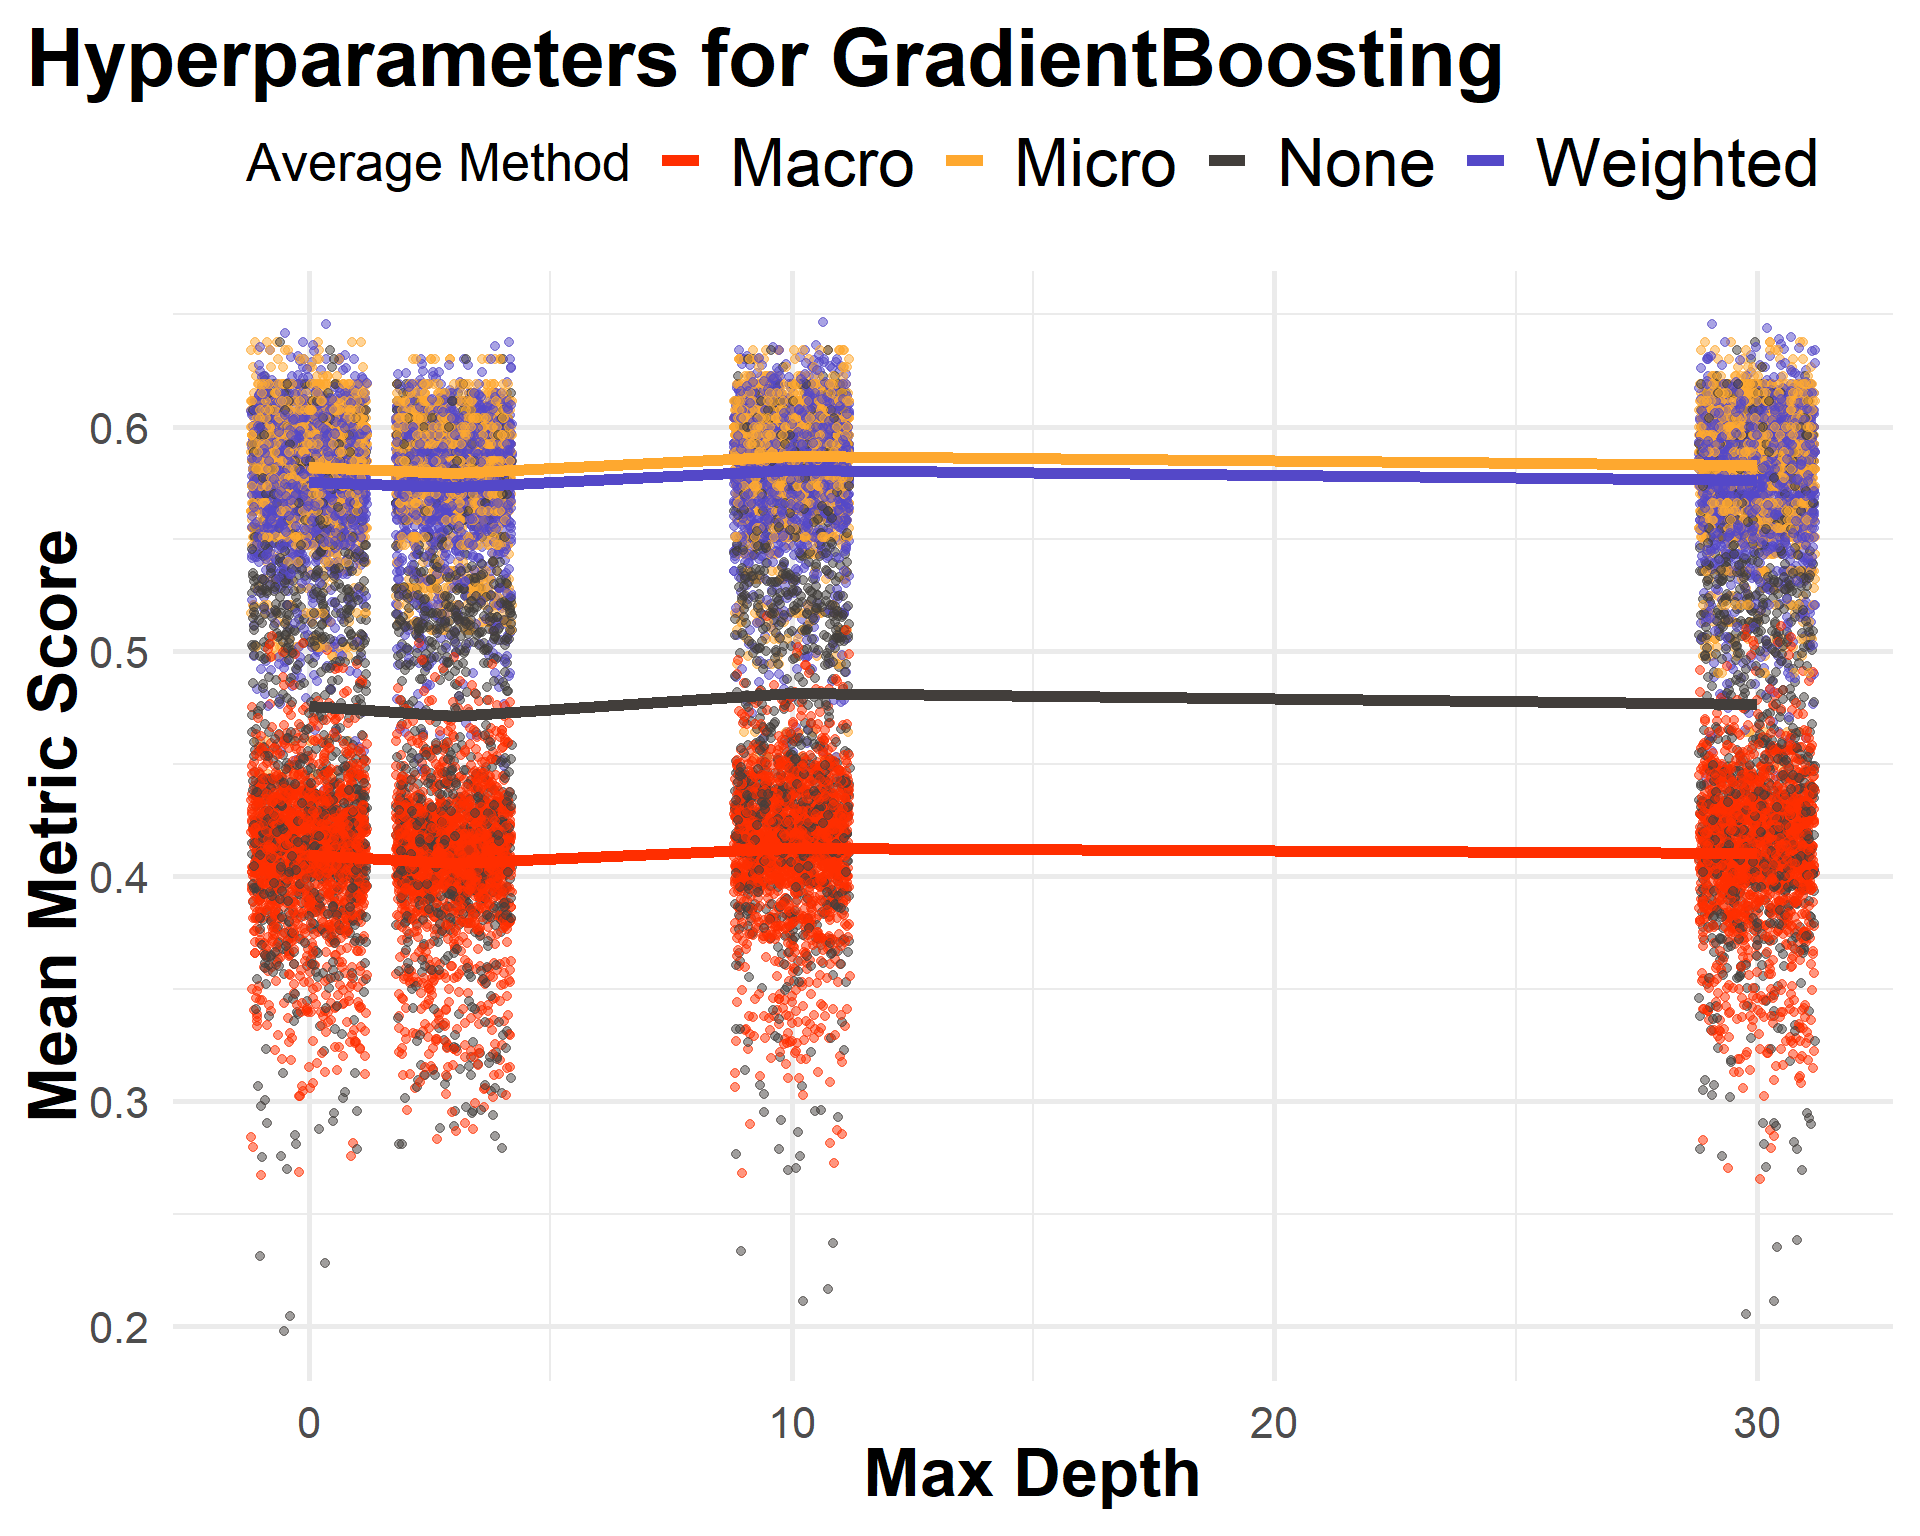 Hyperparameters for GradientBoosting
Average Method Macro Micro None Weighted
Mean Metric Score
0.6
0.5
0.4
0.3
0.2
0 10 20 30
Max Depth